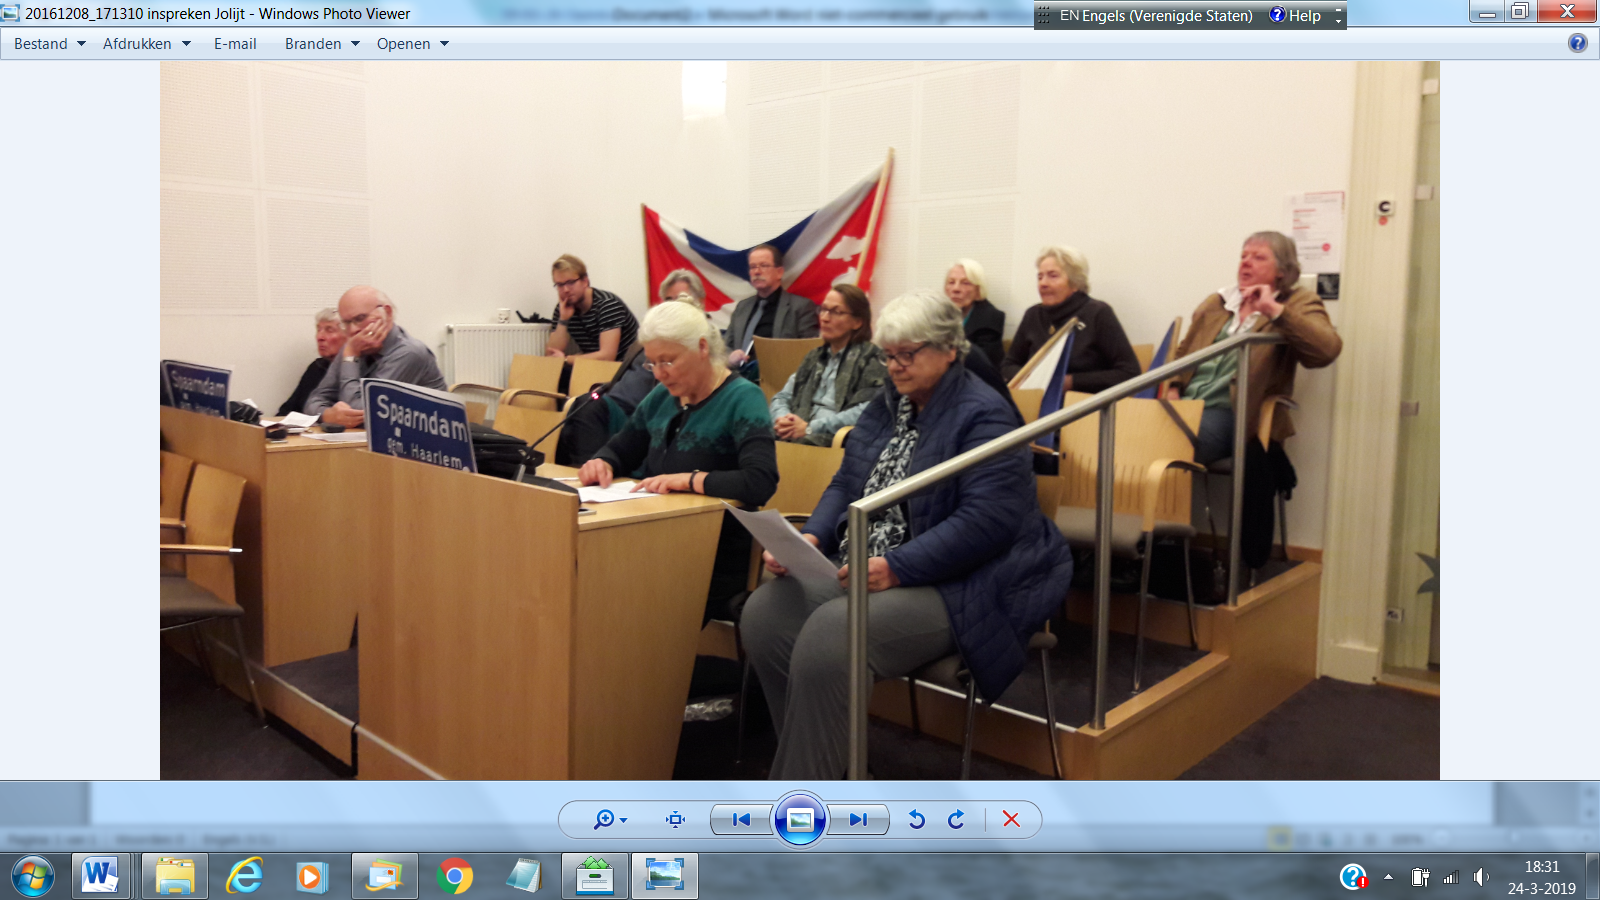 20161208_171310 inspreken Jolijt - Windows Photo Viewer
EN Engels (Verenigde Staten) Help
Bestand Afdrukken E-mail Branden Openen
C
Spaarndam
Spaarndam
gem. Haarlem
18:31
24-3-2019